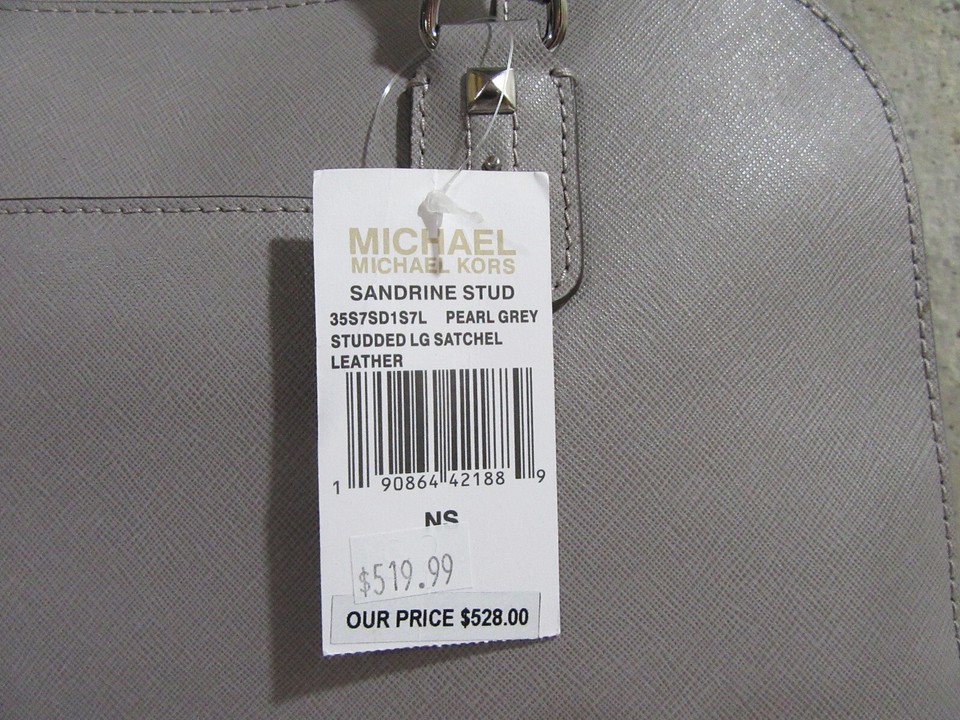 MICHAEL
MICHAEL KORS
SANDRINE STUD
35S7SD1S7L PEARL GREY
STUDDED LG SATCHEL
LEATHER
1 90864 42188 9
NS
$519.99
OUR PRICE $528.00